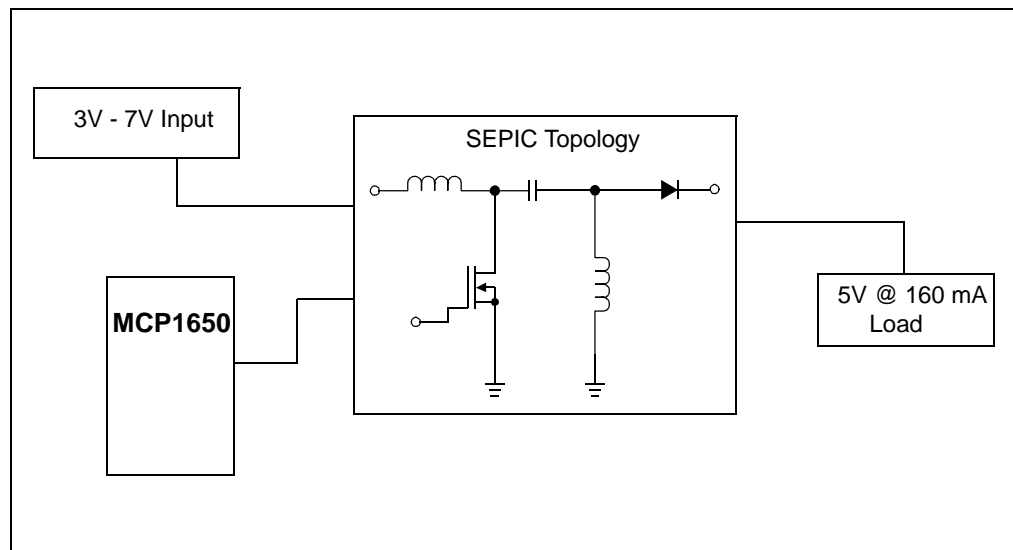 3V - 7V Input
SEPIC Topology
MCP1650
5V @ 160 mA
Load